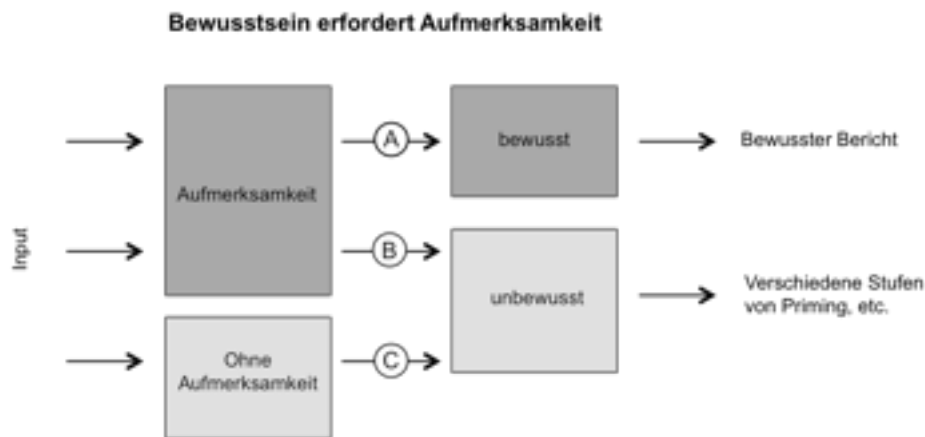 Bewusstsein erfordert Aufmerksamkeit
Input
Aufmerksamkeit
Ohne
Aufmerksamkeit
A
B
C
bewusst
unbewusst
Bewusster Bericht
Verschiedene Stufen
von Priming, etc.